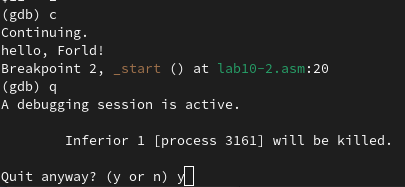 (gdb) c
Continuing.
hello, Forld!
Breakpoint 2, _start () at lab10-2.asm:20
(gdb) q
A debugging session is active.
Inferior 1 [process 3161] will be killed.
Quit anyway? (y or n) y